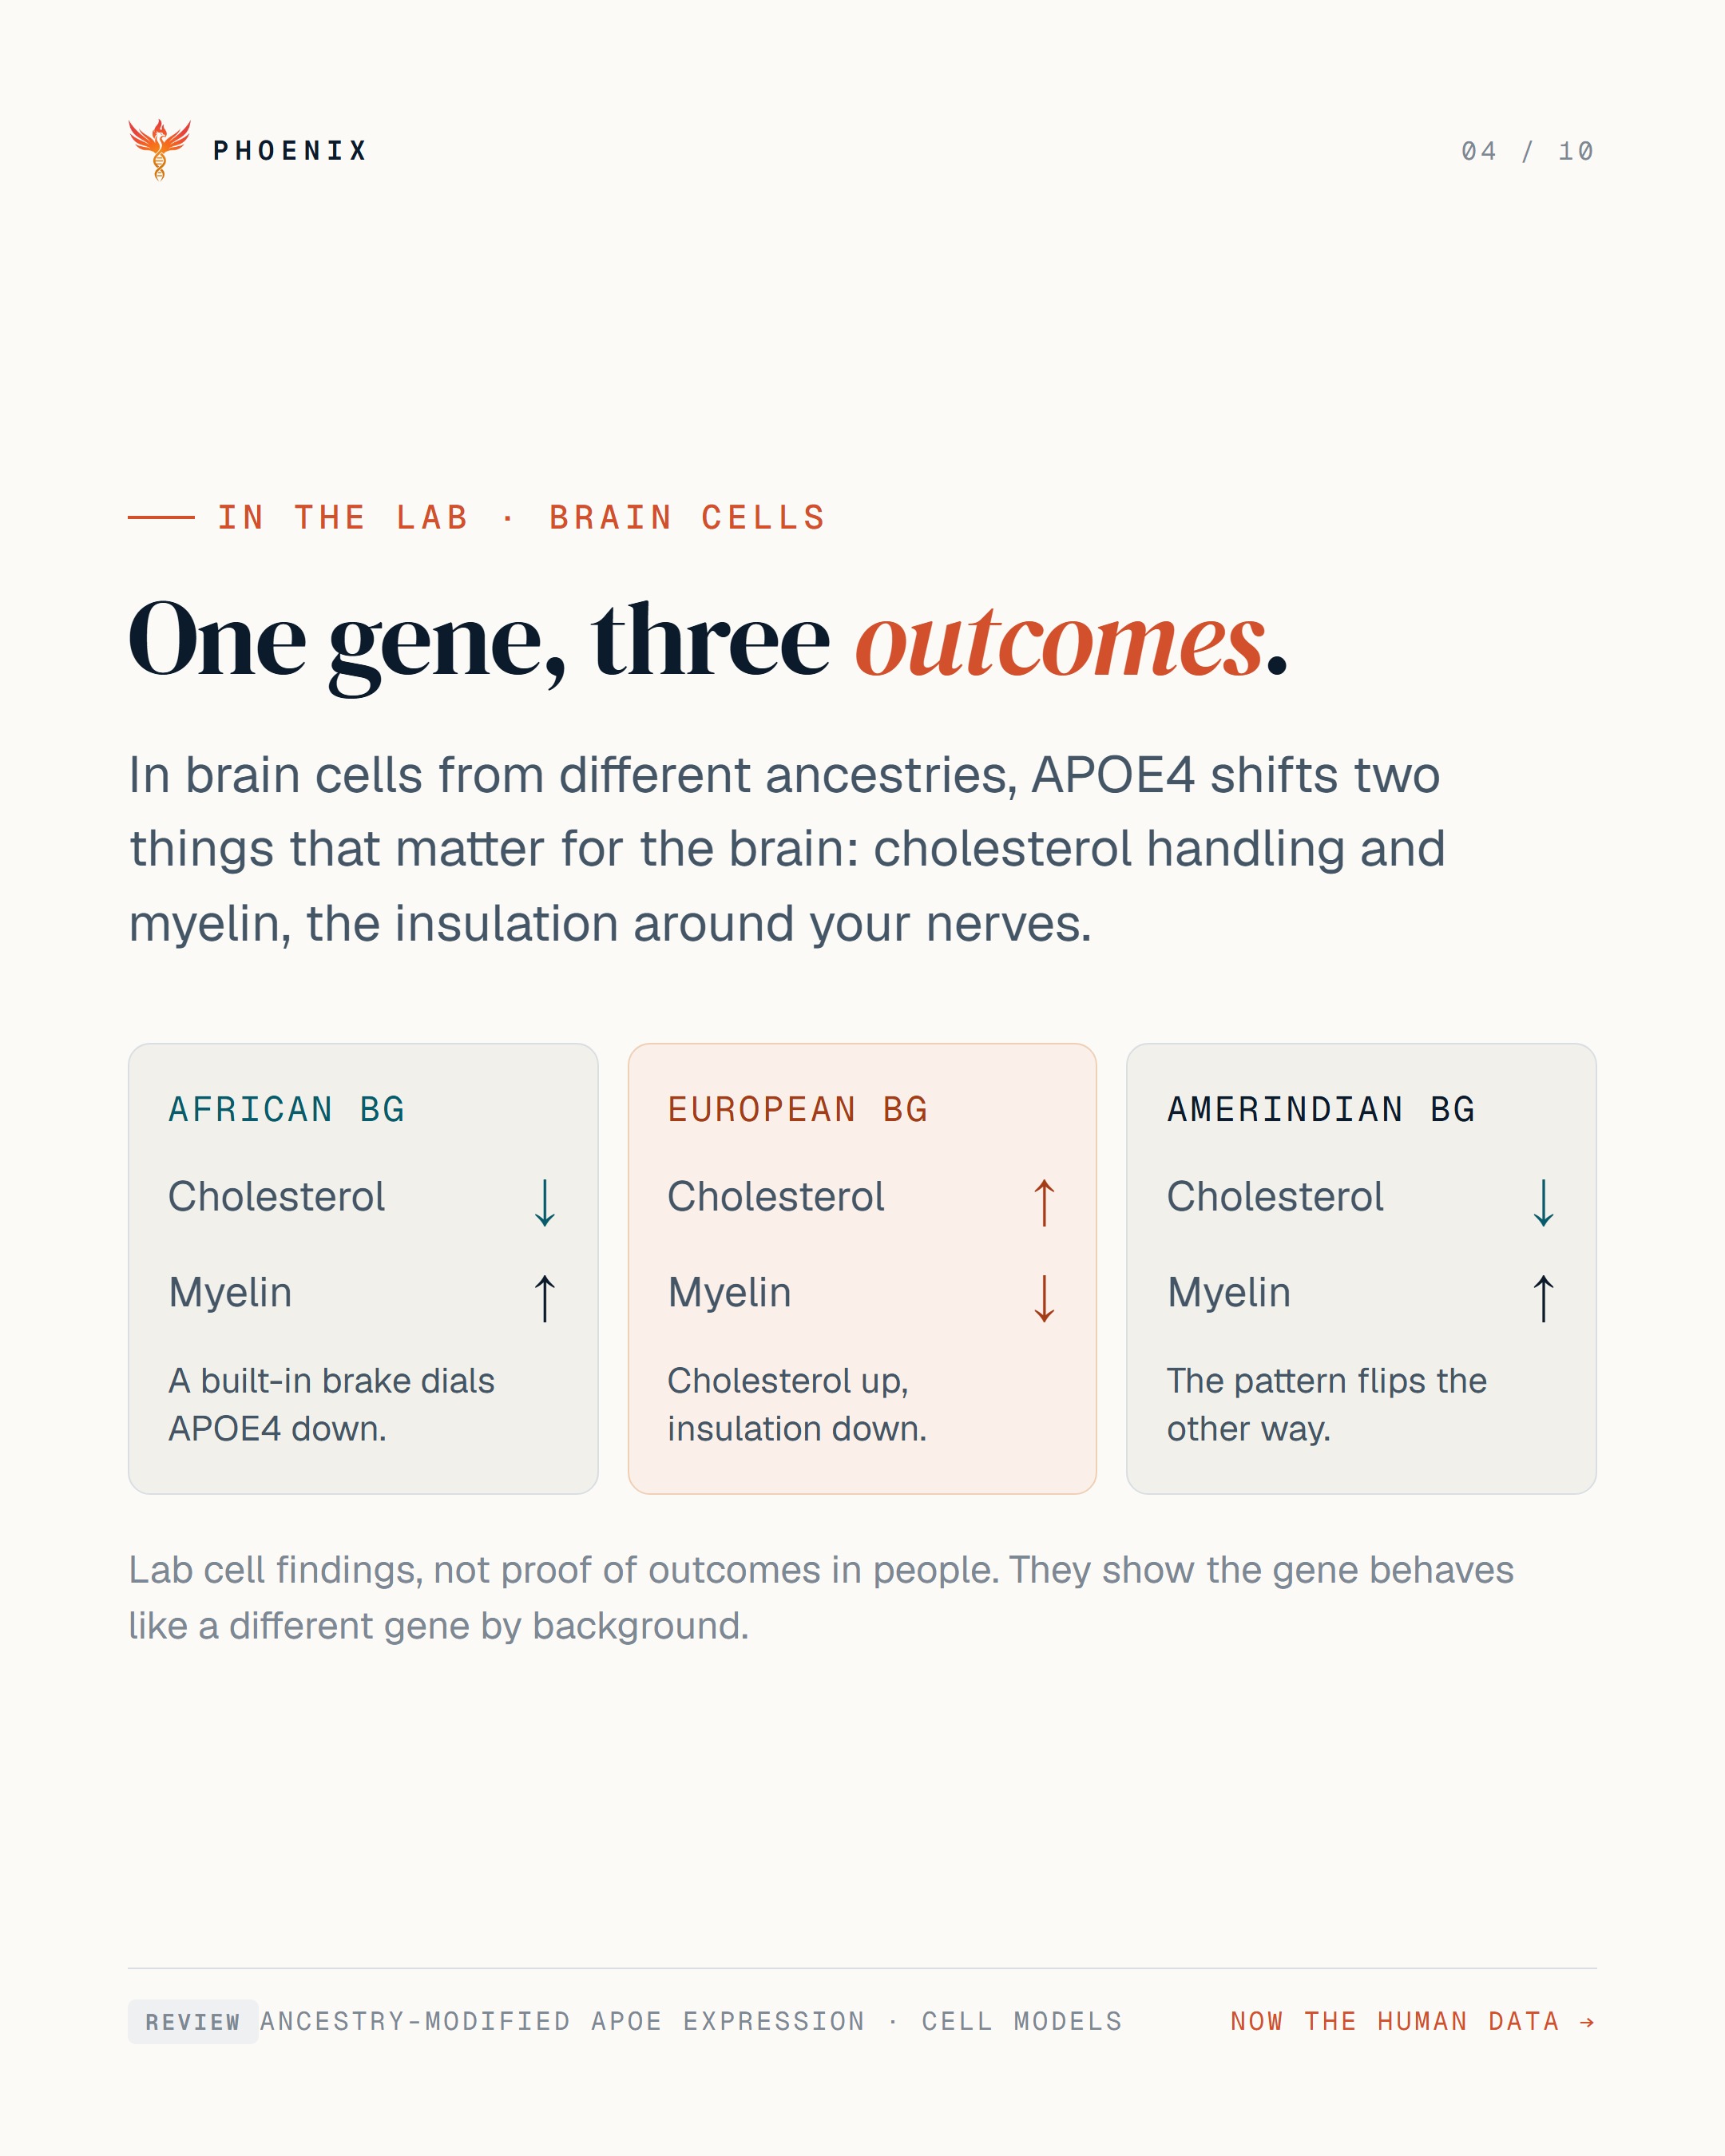 PHOENIX
04 / 10
IN THE LAB · BRAIN CELLS
One gene, three outcomes.
In brain cells from different ancestries, APOE4 shifts two
things that matter for the brain: cholesterol handling and
myelin, the insulation around your nerves.
AFRICAN BG
Cholesterol ↓
Myelin ↑
A built-in brake dials
APOE4 down.
EUROPEAN BG
Cholesterol ↑
Myelin ↓
Cholesterol up,
insulation down.
AMERINDIAN BG
Cholesterol ↓
Myelin ↑
The pattern flips the
other way.
Lab cell findings, not proof of outcomes in people. They show the gene behaves
like a different gene by background.
REVIEW ANCESTRY-MODIFIED APOE EXPRESSION · CELL MODELS
NOW THE HUMAN DATA →